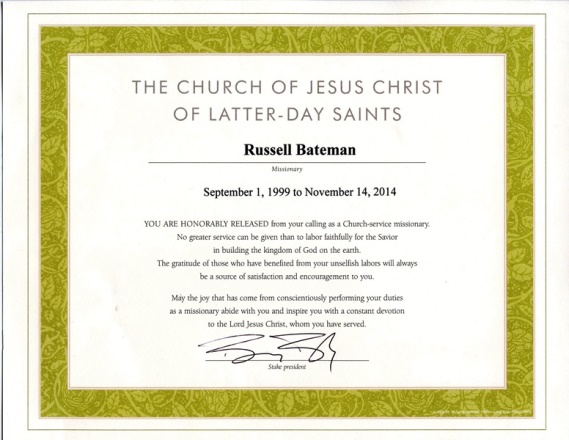 THE CHURCH OF JESUS CHRIST
OF LATTER-DAY SAINTS
Russell Bateman
Missionary
September 1, 1999 to November 14, 2014
YOU ARE HONORABLY RELEASED from your calling as a Church-service missionary.
No greater service can be given than to labor faithfully for the Savior
in building the kingdom of God on the earth.
The gratitude of those who have benefited from your unselfish labors will always
be a source of satisfaction and encouragement to you.
May the joy that has come from conscientiously performing your duties
as a missionary abide with you and inspire you with a constant devotion
to the Lord Jesus Christ, whom you have served.
Stake president